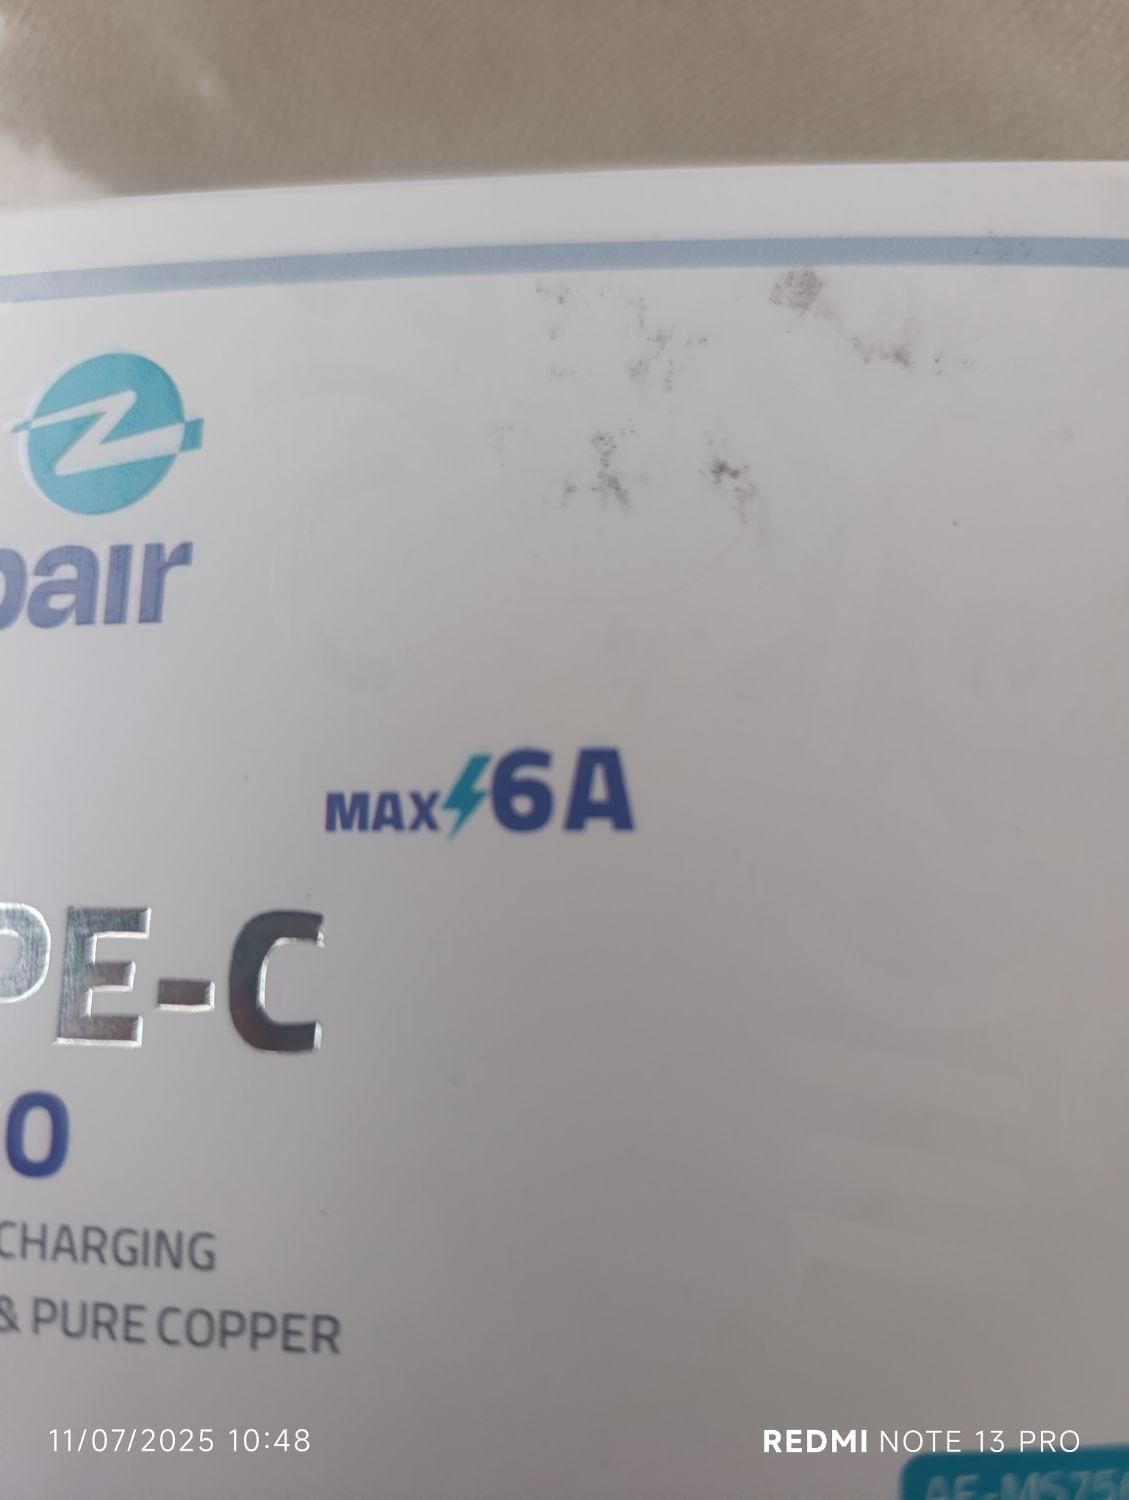 pair
MAX 6A
PE-C
0
CHARGING
& PURE COPPER
11/07/2025 10:48
REDMI NOTE 13 PRO